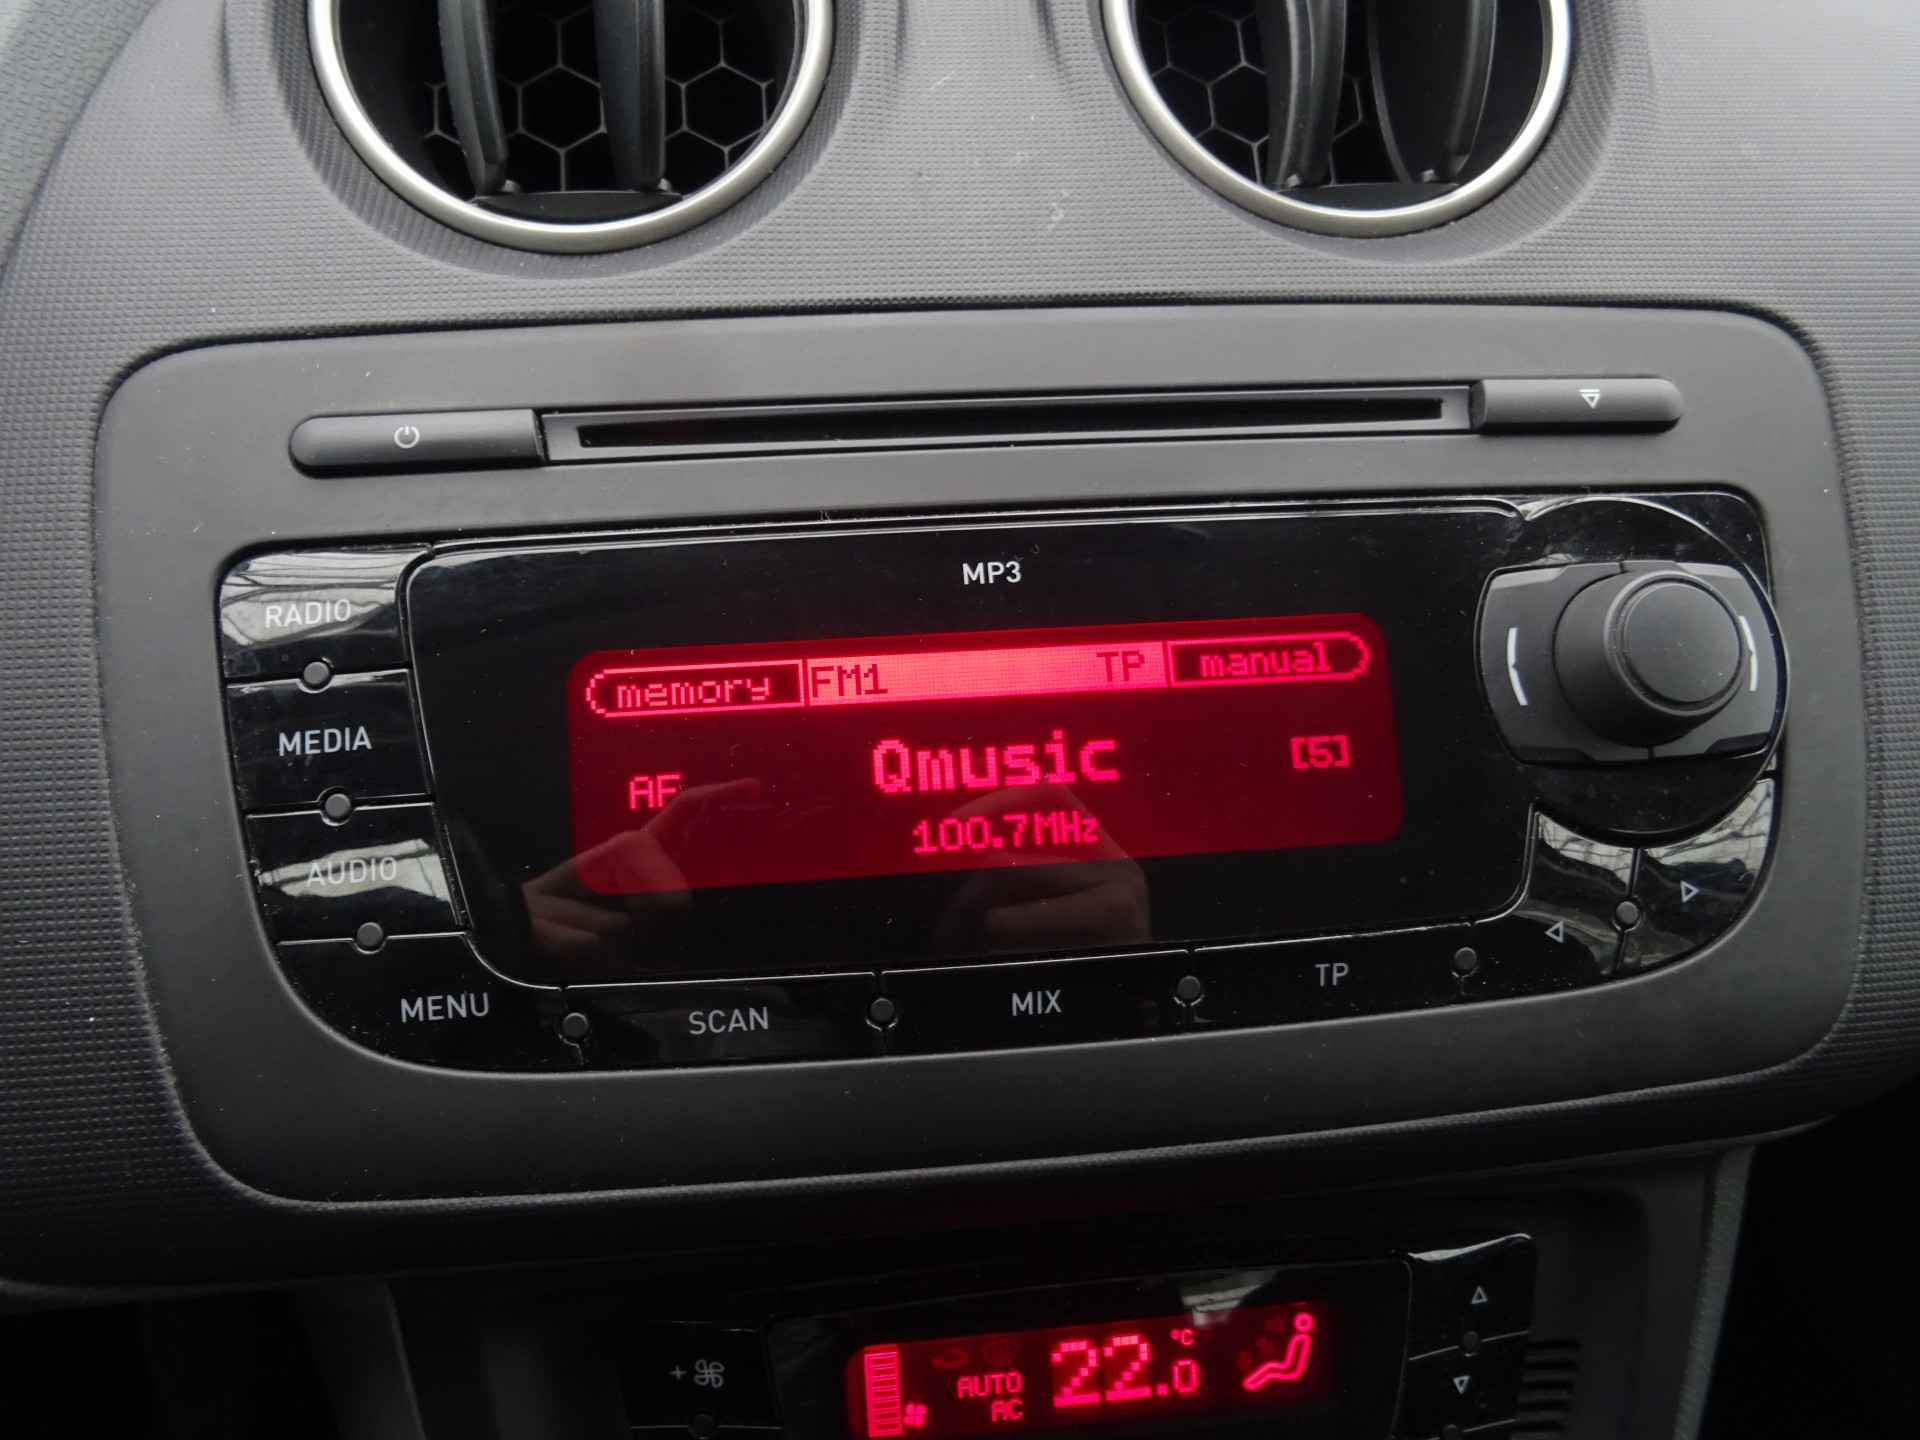 MP3
RADIO
memory FM1 TP manual
MEDIA
Qmusic
AF [5]
100.7MHz
AUDIO
MENU SCAN MIX TP
°C
AUTO 22.0
AC